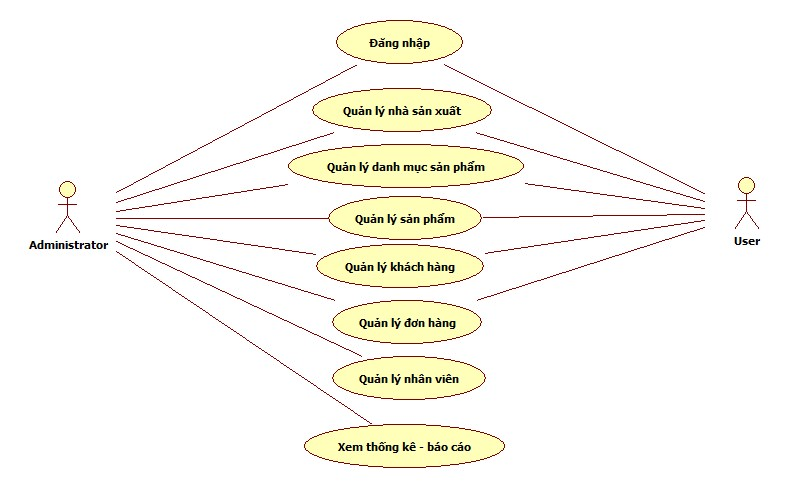 Đăng nhập
Quản lý nhà sản xuất
Quản lý danh mục sản phẩm
Quản lý sản phẩm
Administrator
User
Quản lý khách hàng
Quản lý đơn hàng
Quản lý nhân viên
Xem thống kê - báo cáo